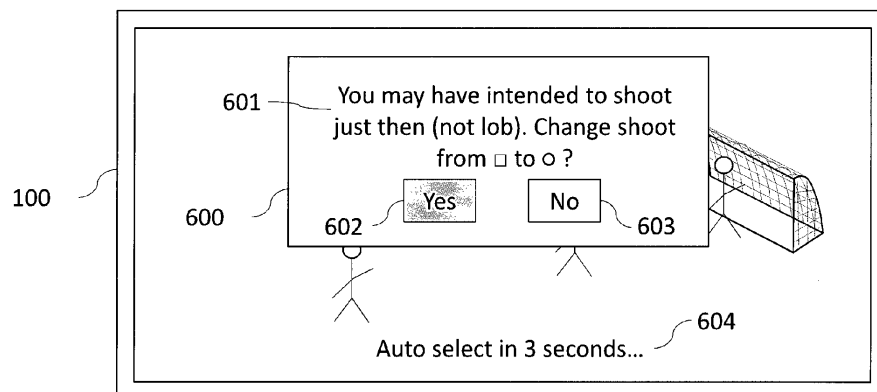 601
You may have intended to shoot
just then (not lob). Change shoot
from □ to ○ ?
100
600
Yes
No
602
603
604
Auto select in 3 seconds...